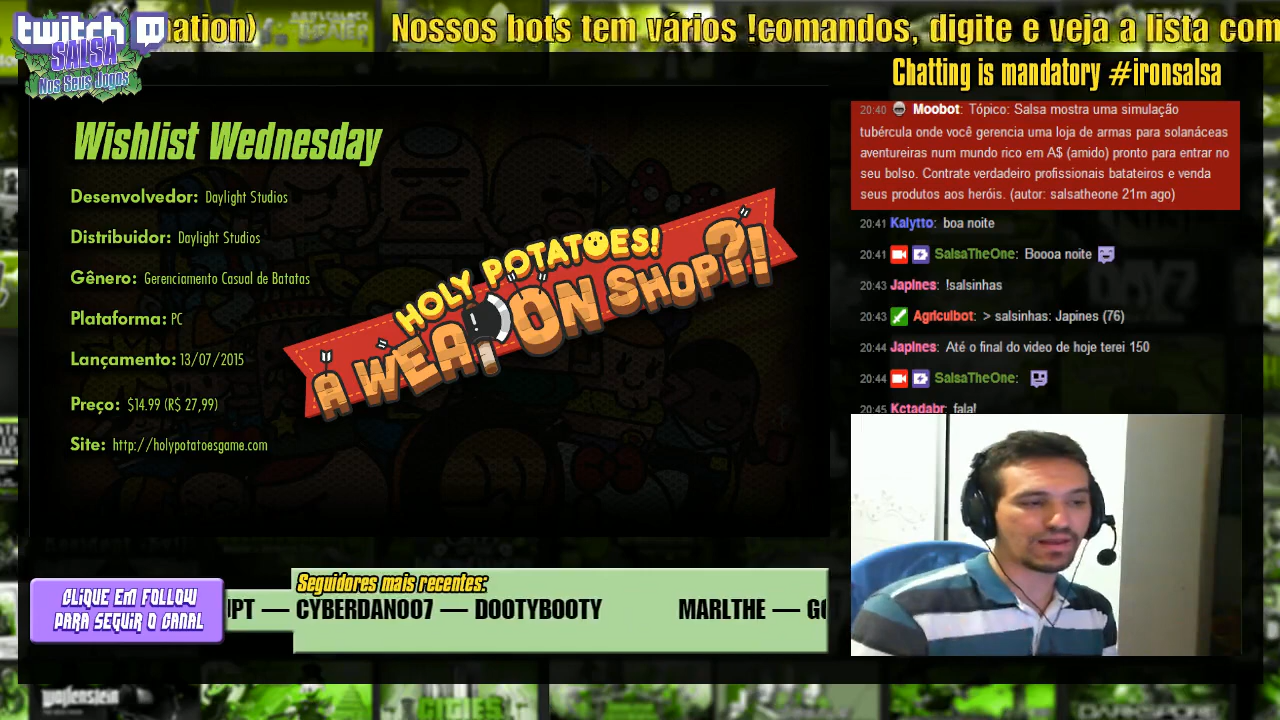 twitch
SALSA
Nos Seus Jogos
mation)
Nossos bots tem vários !comandos, digite e veja a lista com
Chatting is mandatory #ironsalsa
Wishlist Wednesday
Desenvolvedor: Daylight Studios
Distribuidor: Daylight Studios
Gênero: Gerenciamento Casual de Batatas
Plataforma: PC
Lançamento: 13/07/2015
Preço: $14.99 (R$ 27,99)
Site: http://holypotatoesgame.com
HOLY POTATOES!
A WEAPON SHOP?!
20:40 Moobot: Tópico: Salsa mostra uma simulação
tubércula onde você gerencia uma loja de armas para solanáceas
aventureiras num mundo rico em A$ (amido) pronto para entrar no
seu bolso. Contrate verdadeiro profissionais batateiros e venda
seus produtos aos heróis. (autor: salsatheone 21m ago)
20:41 Kalytto: boa noite
20:41 SalsaTheOne: Boooa noite
20:43 Japines: !salsinhas
20:43 Agriculbot: > salsinhas: Japines (76)
20:44 Japines: Até o final do video de hoje terei 150
20:44 SalsaTheOne:
20:45 Kctadabr: fala!
CLIQUE EM FOLLOW
PARA SEGUIR O CANAL
Seguidores mais recentes:
UPT — CYBERDAN007 — DOOTYBOOTY MARLTHE — GO
Wolfenstein
CITIES
DARKSPORE